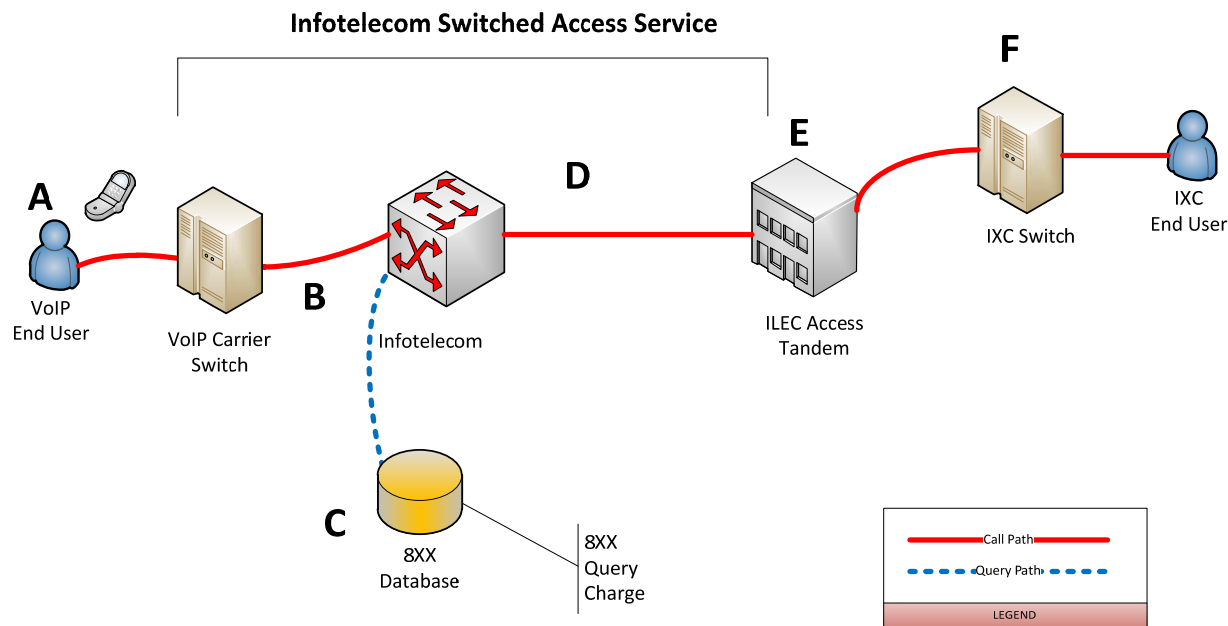 Infotelecom Switched Access Service
F
E
D
A
IXC
End User
IXC Switch
B
VoIP
End User
VoIP Carrier
Switch
Infotelecom
ILEC Access
Tandem
C
8XX
Database
8XX
Query
Charge
Call Path
Query Path
LEGEND